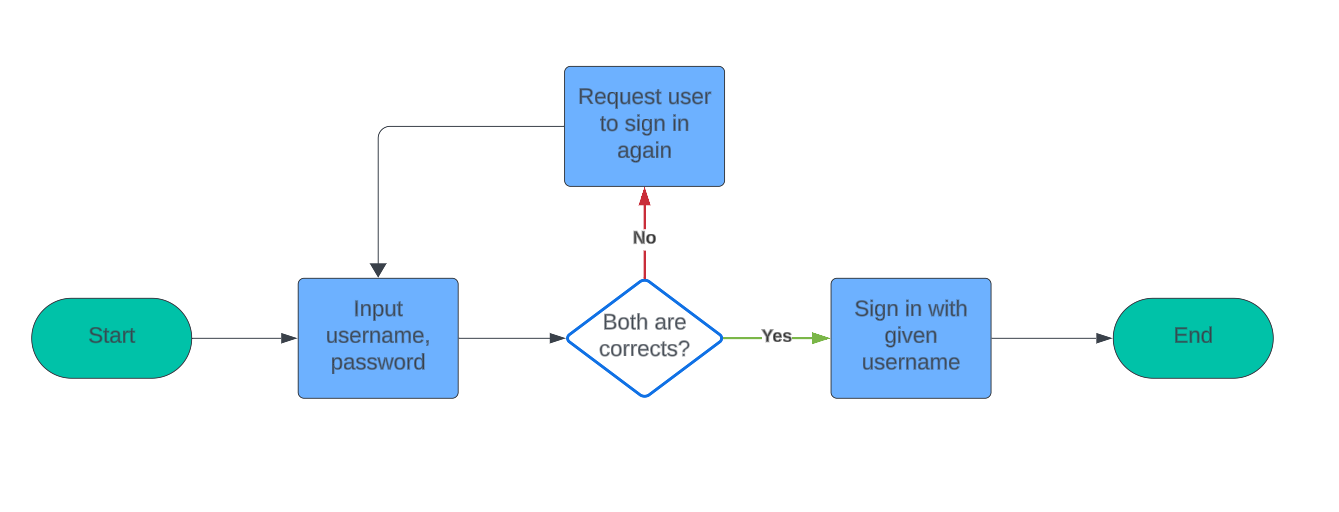 Request user
to sign in
again
No
Start
Input
username,
password
Both are
corrects?
Yes
Sign in with
given
username
End